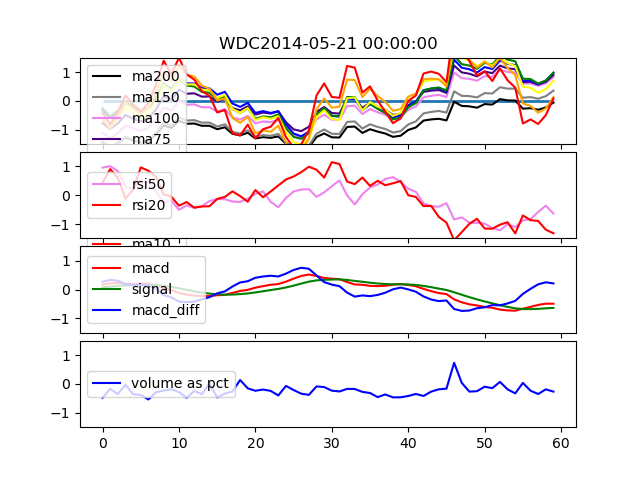 WDC2014-05-21 00:00:00
1
0
−1
ma200
ma150
ma100
ma75
1
0
−1
rsi50
rsi20
ma10
1
0
−1
macd
signal
macd_diff
1
0
−1
volume as pct
0 10 20 30 40 50 60